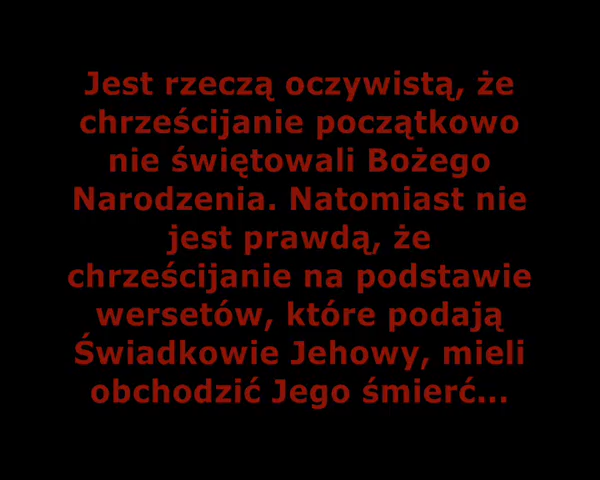 Jest rzeczą oczywistą, że
chrześcijanie początkowo
nie świętowali Bożego
Narodzenia. Natomiast nie
jest prawdą, że
chrześcijanie na podstawie
wersetów, które podają
Świadkowie Jehowy, mieli
obchodzić Jego śmierć...